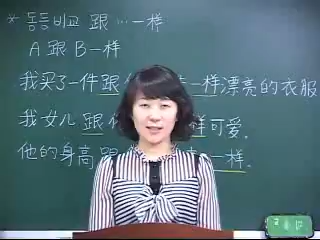 * 동등 비교 跟…一样
A 跟 B 一样
我买了一件跟 一样漂亮的衣服
我女儿跟 样可爱.
他的身高跟 一样.